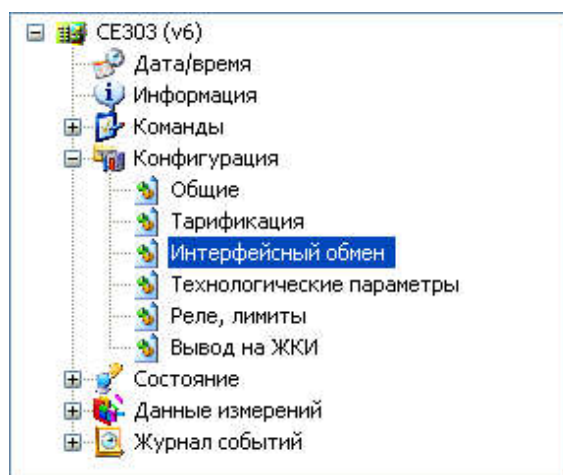 CE303 (v6)
Дата/время
Информация
Команды
Конфигурация
Общие
Тарификация
Интерфейсный обмен
Технологические параметры
Реле, лимиты
Вывод на ЖКИ
Состояние
Данные измерений
Журнал событий